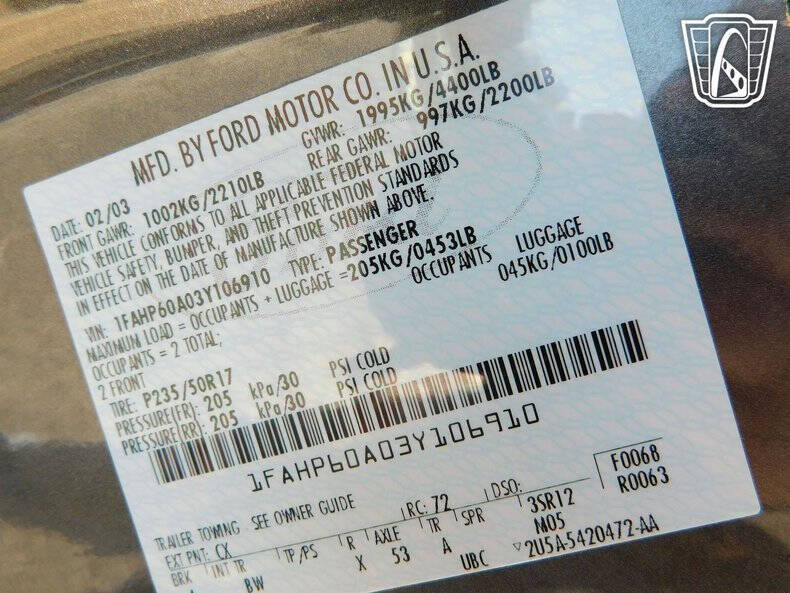 MFD. BY FORD MOTOR CO. IN U.S.A.
DATE: 02/03 GVWR: 1995KG/4400LB
FRONT GAWR: 1002KG/2210LB REAR GAWR: 997KG/2200LB
THIS VEHICLE CONFORMS TO ALL APPLICABLE FEDERAL MOTOR
VEHICLE SAFETY, BUMPER, AND THEFT PREVENTION STANDARDS
IN EFFECT ON THE DATE OF MANUFACTURE SHOWN ABOVE.
VIN: 1FAHP60A03Y106910 TYPE: PASSENGER
MAXIMUM LOAD = OCCUPANTS + LUGGAGE =205KG/0453LB
OCCUPANTS = 2 TOTAL; OCCUPANTS LUGGAGE
2 FRONT 045KG/0100LB
TIRE: P235/50R17
PRESSURE(FR): 205 kPa/30 PSI COLD
PRESSURE(RR): 205 kPa/30 PSI COLD
1FAHP60A03Y106910
TRAILER TOWING - SEE OWNER GUIDE F0068
EXT PNT: CX RC: 72 DSO: R0063
BRK INT TR TP/PS R AXLE TR SPR 3SR12
BW X 53 A M05
UBC ▽2U5A-5420472-AA